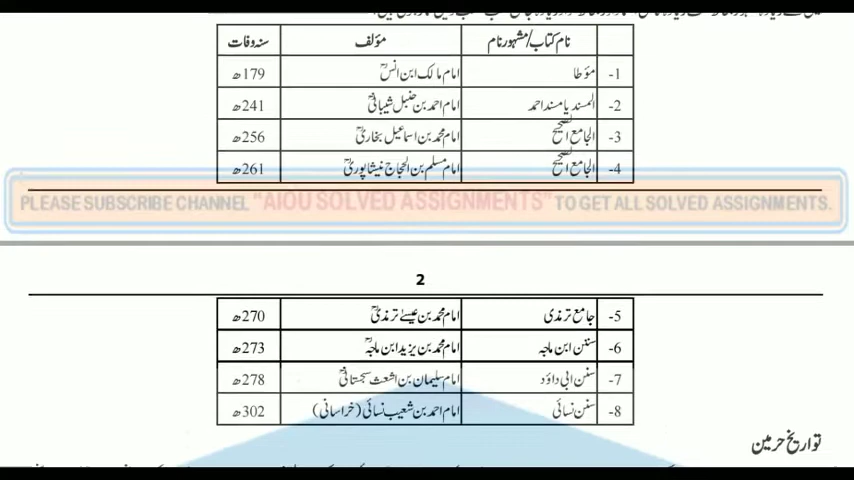 نام کتاب/مشہور نام مؤلف سنہ وفات
1- مؤطا امام مالک ابن انسؒ 179ھ
2- المسند یا مسند احمد امام احمد بن حنبل شیبانیؒ 241ھ
3- الجامع الصحیح امام محمد بن اسماعیل بخاریؒ 256ھ
4- الجامع الصحیح امام مسلم بن الحجاج نیشاپوریؒ 261ھ
PLEASE SUBSCRIBE CHANNEL "AIOU SOLVED ASSIGNMENTS" TO GET ALL SOLVED ASSIGNMENTS.
2
5- جامع ترمذی امام محمد بن عیسےٰ ترمذیؒ 270ھ
6- سنن ابن ماجہ امام محمد بن یزید ابن ماجہؒ 273ھ
7- سنن ابی داؤد امام سلیمان بن اشعث سجستانیؒ 278ھ
8- سنن نسائی امام احمد بن شعیب نسائی (خراسانی) 302ھ
تواریخ حرمین